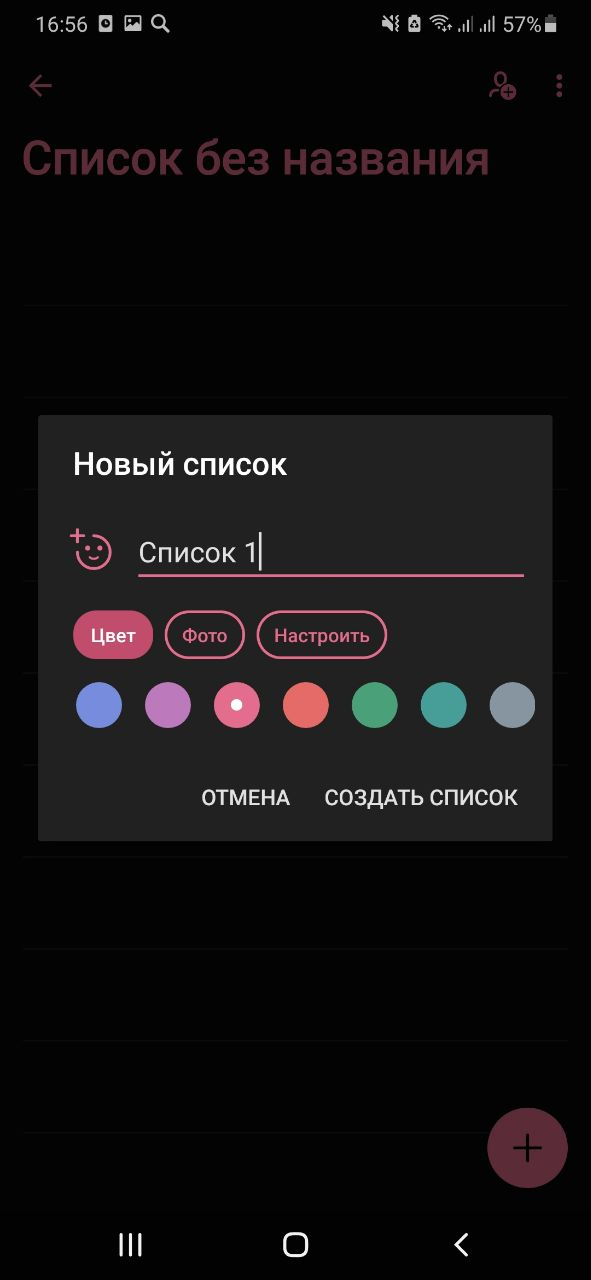 16:56 57%
Список без названия
Новый список
Список 1
Цвет Фото Настроить
ОТМЕНА СОЗДАТЬ СПИСОК